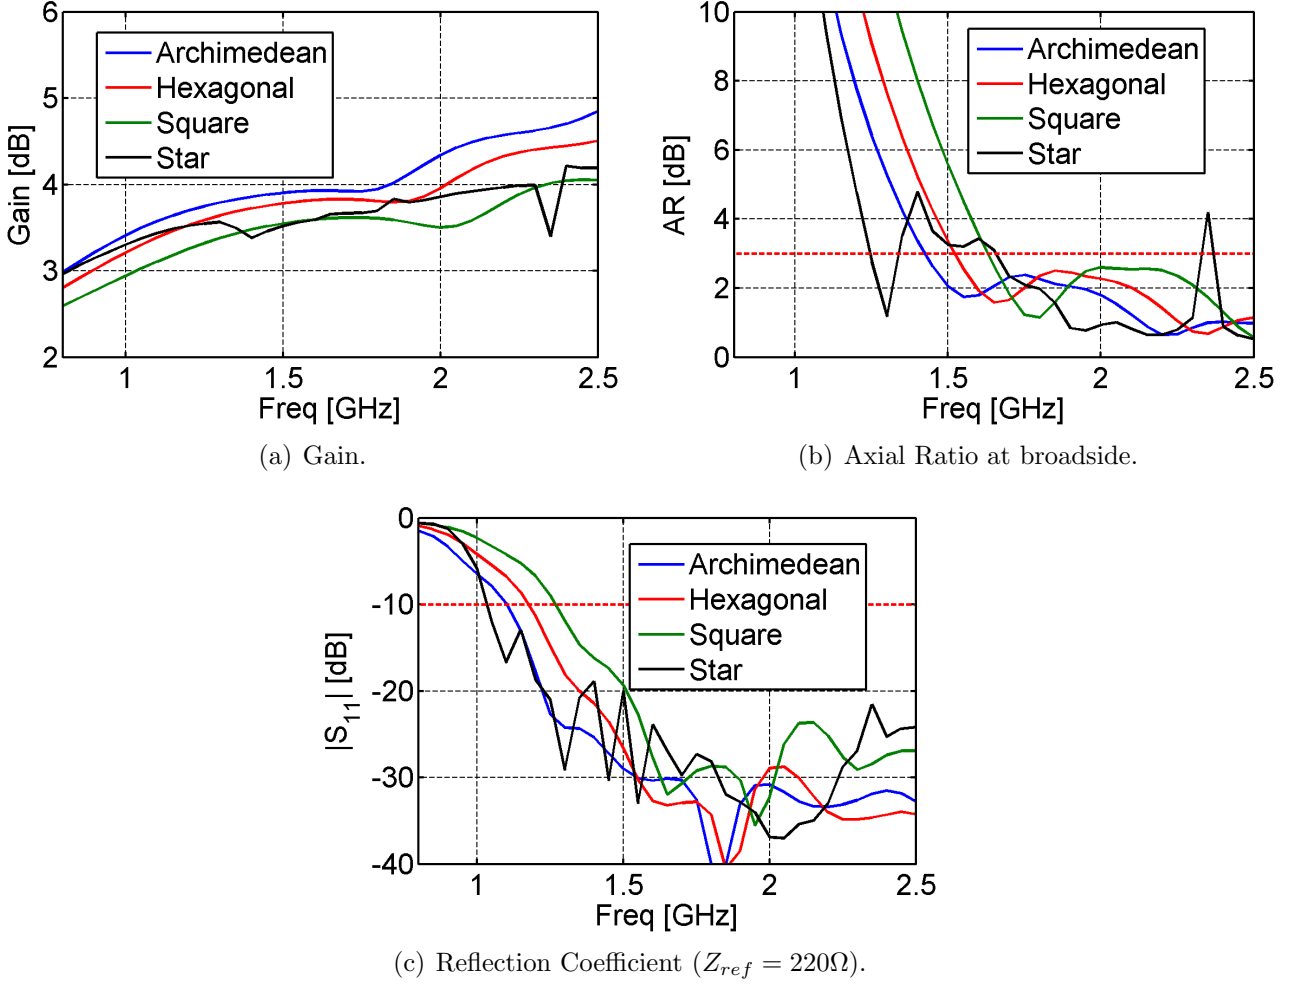 6
5
4
3
2
Gain [dB]
Archimedean
Hexagonal
Square
Star
1 1.5 2 2.5
Freq [GHz]
(a) Gain.
10
8
6
4
2
0
AR [dB]
Archimedean
Hexagonal
Square
Star
1 1.5 2 2.5
Freq [GHz]
(b) Axial Ratio at broadside.
0
-10
-20
-30
-40
|S11| [dB]
Archimedean
Hexagonal
Square
Star
1 1.5 2 2.5
Freq [GHz]
(c) Reflection Coefficient (Zref = 220Ω).